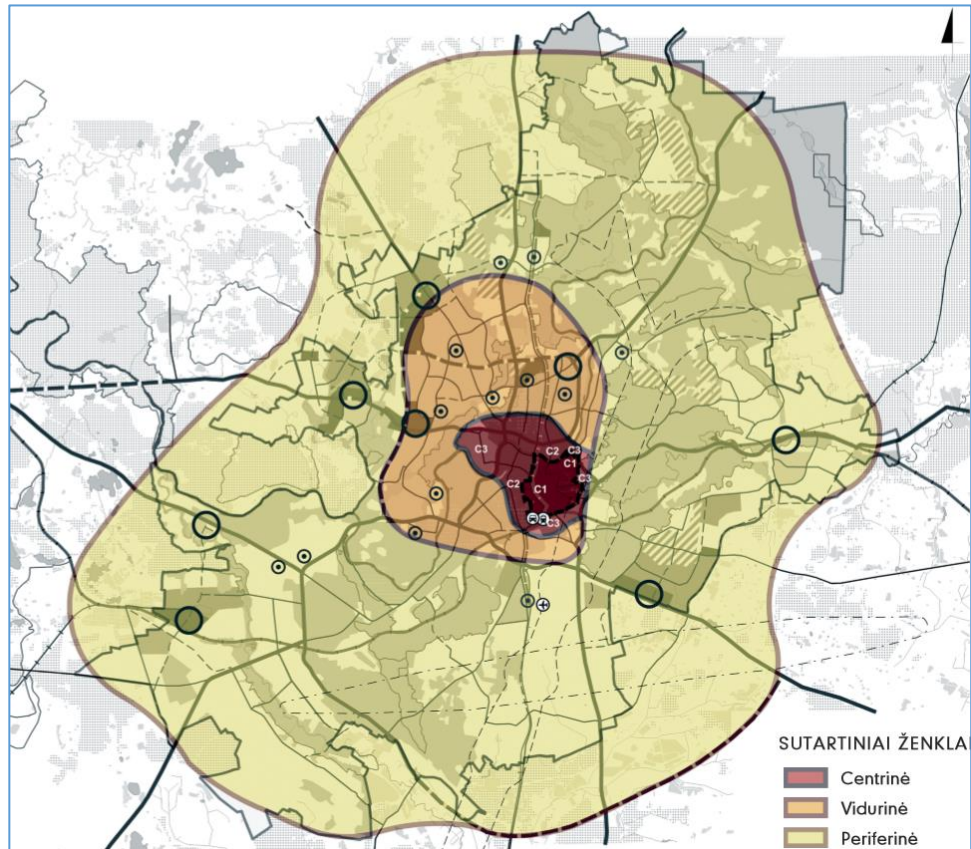 C3
C2
C3
C1
C2
C1
C3
C3
SUTARTINIAI ŽENKLAI
Centrinė
Vidurinė
Periferinė